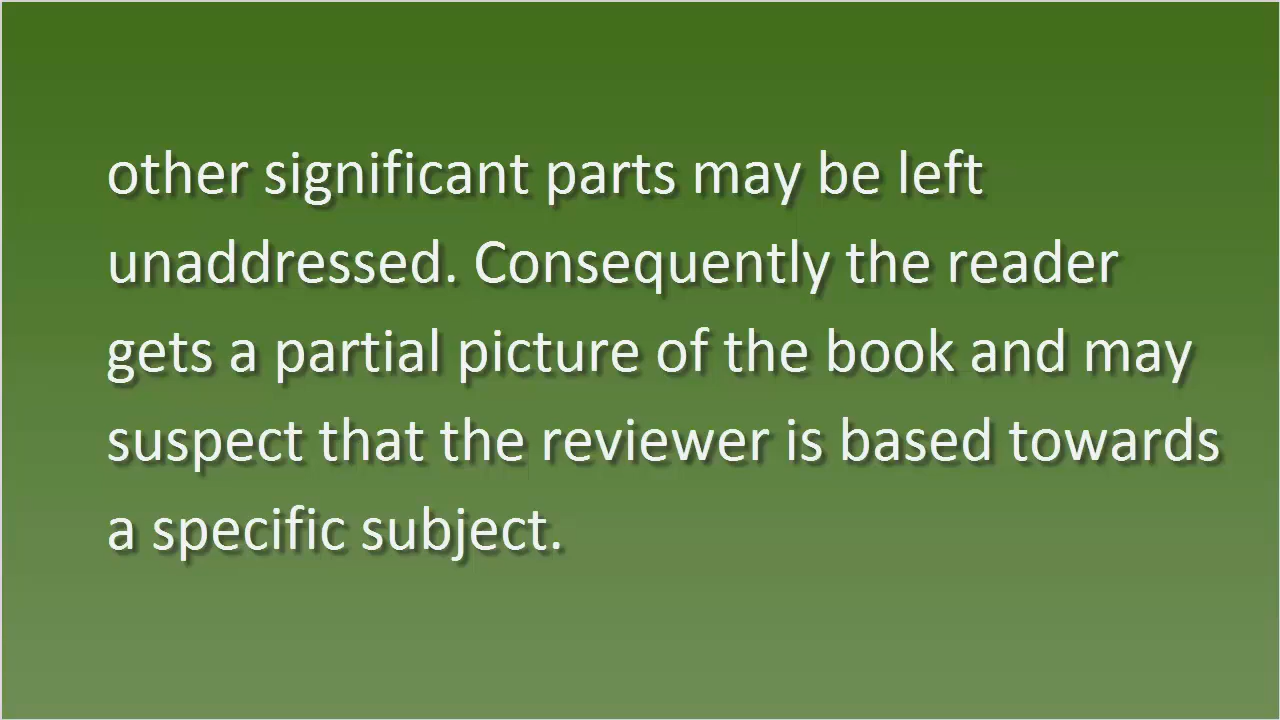 other significant parts may be left
unaddressed. Consequently the reader
gets a partial picture of the book and may
suspect that the reviewer is based towards
a specific subject.